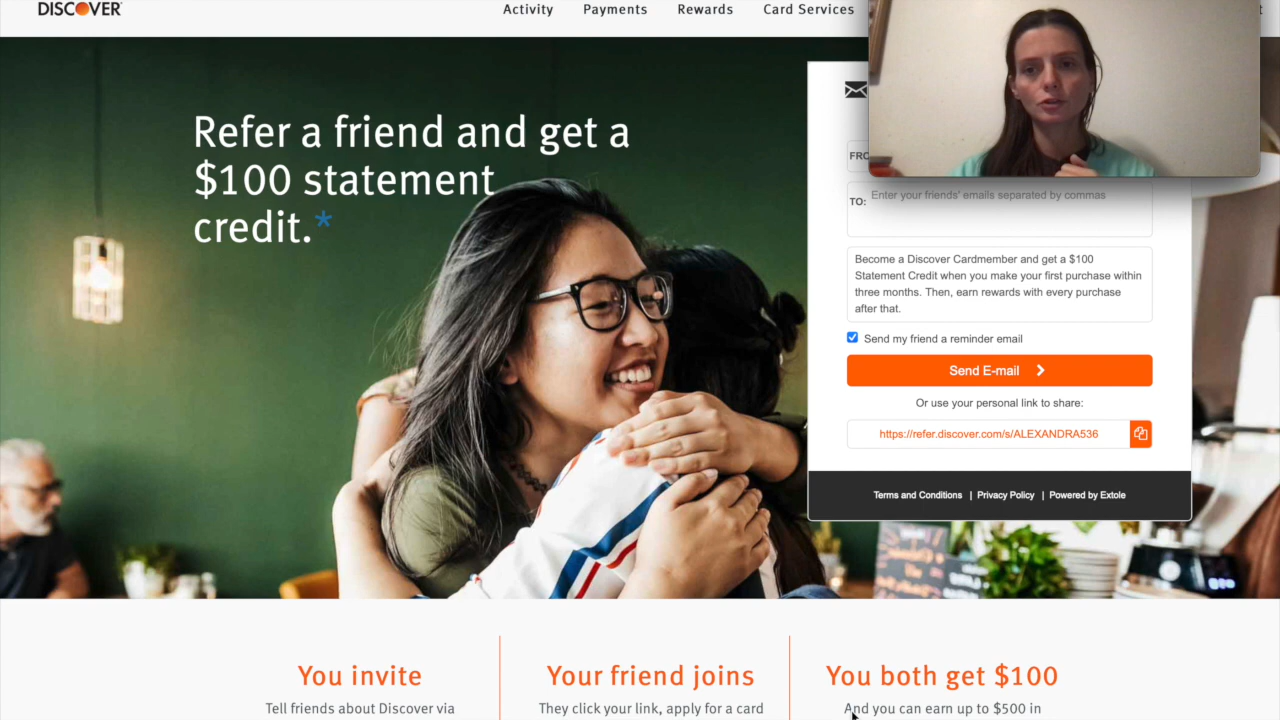 DISCOVER
Activity Payments Rewards Card Services
Refer a friend and get a
$100 statement
credit.*
FRO
TO: Enter your friends' emails separated by commas
Become a Discover Cardmember and get a $100
Statement Credit when you make your first purchase within
three months. Then, earn rewards with every purchase
after that.
Send my friend a reminder email
Send E-mail
Or use your personal link to share:
https://refer.discover.com/s/ALEXANDRA536
Terms and Conditions | Privacy Policy | Powered by Extole
You invite
Your friend joins
You both get $100
Tell friends about Discover via
They click your link, apply for a card
And you can earn up to $500 in